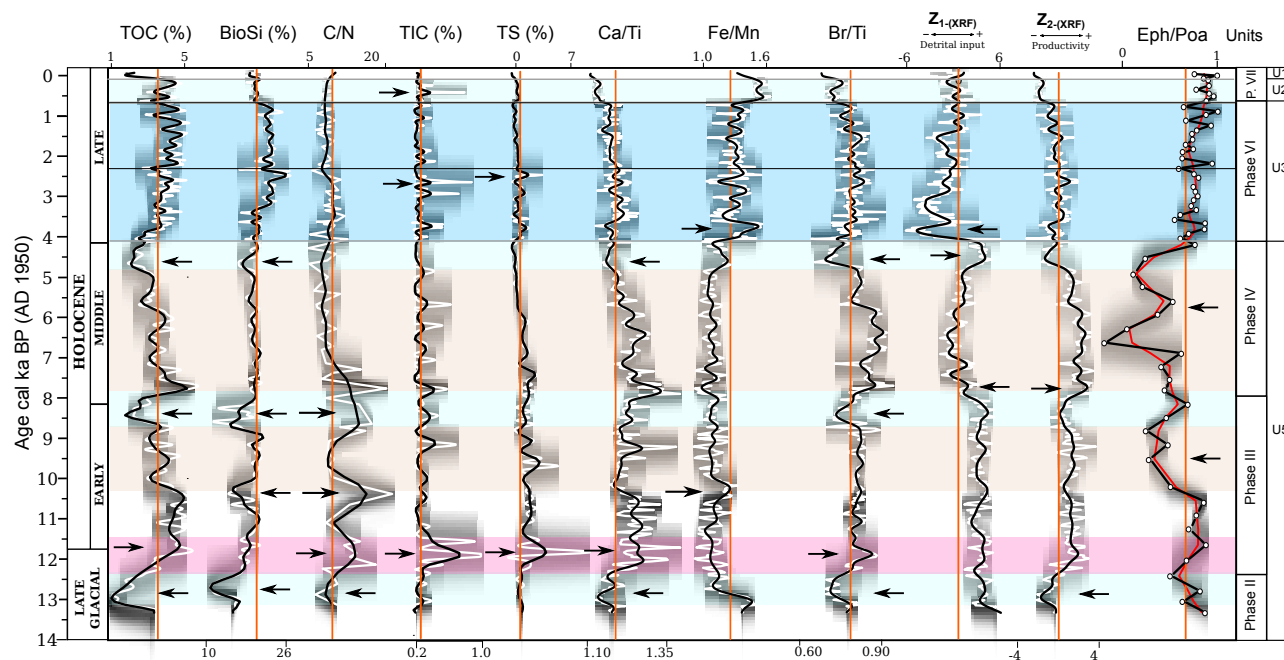 TOC (%) BioSi (%) C/N TIC (%) TS (%) Ca/Ti Fe/Mn Br/Ti Z1-(XRF) Z2-(XRF) Eph/Poa Units
- + Detrital input
- + Productivity
1 5 5 20 0 7 1.0 1.6 -6 6 0 1
Age cal ka BP (AD 1950)
0
1
2
3
4
5
6
7
8
9
10
11
12
13
14
HOLOCENE
LATE
MIDDLE
EARLY
LATE GLACIAL
P. VII
Phase VI
Phase IV
Phase III
Phase II
U1
U2
U3
U5
10 26 0.2 1.0 1.10 1.35 0.60 0.90 -4 4